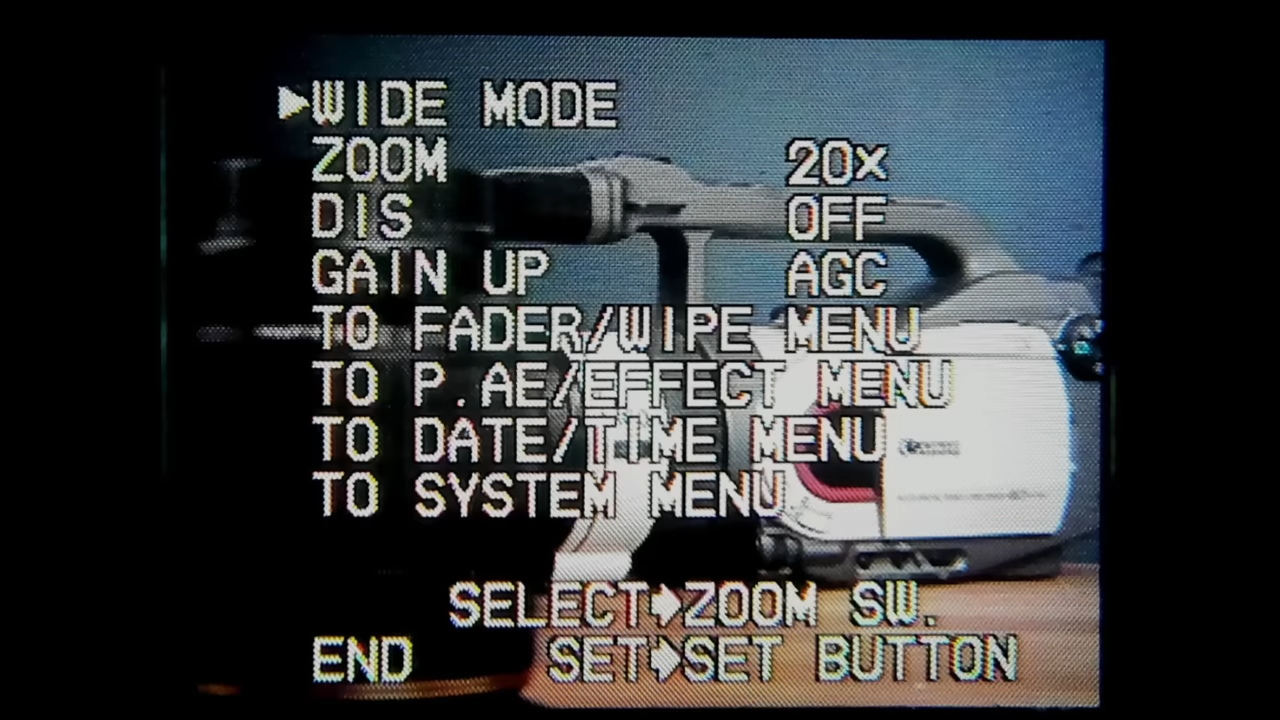 ▶WIDE MODE
ZOOM 20×
DIS OFF
GAIN UP AGC
TO FADER/WIPE MENU
TO P.AE/EFFECT MENU
TO DATE/TIME MENU
TO SYSTEM MENU
SELECT➧ZOOM SW.
END SET➧SET BUTTON